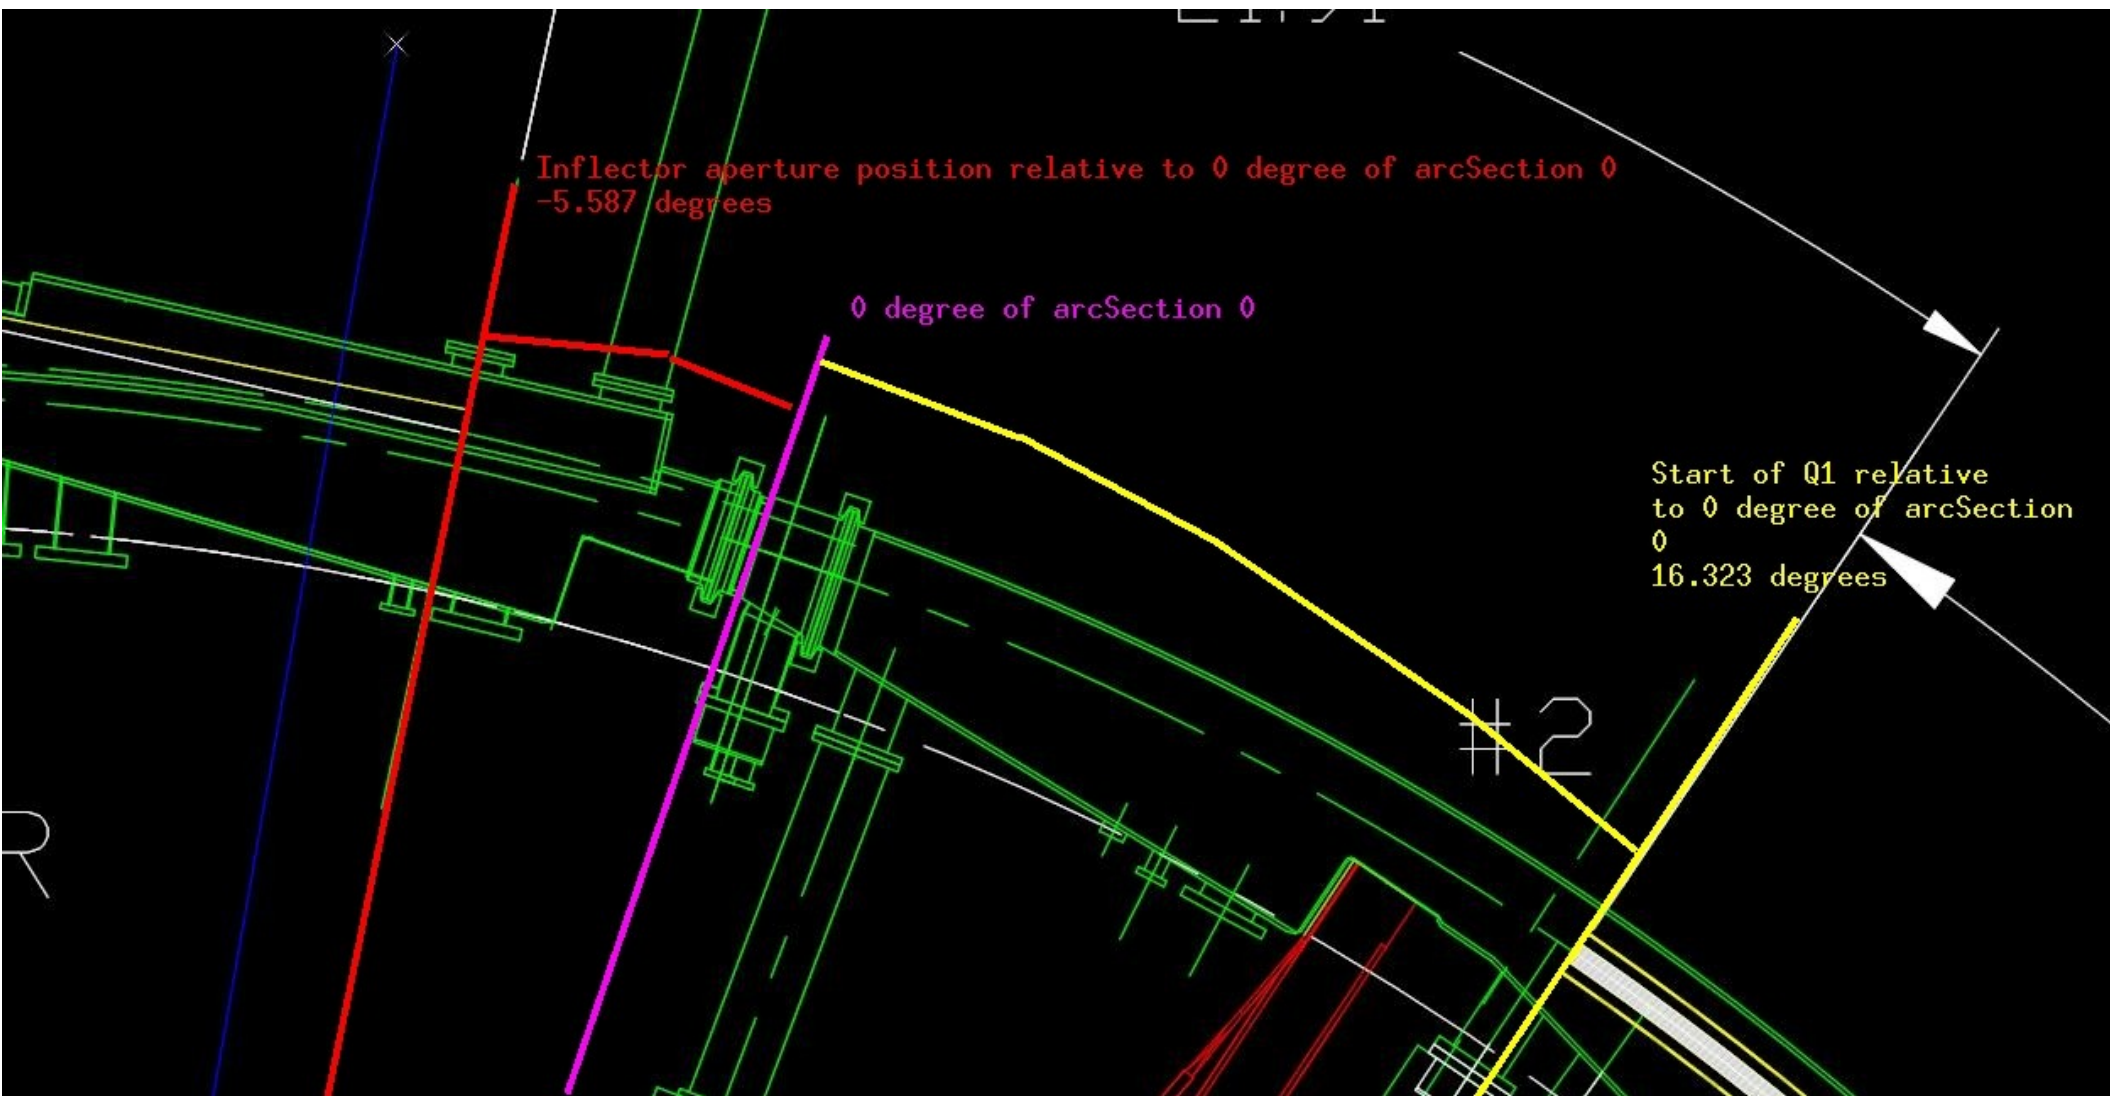 Inflector aperture position relative to 0 degree of arcSection 0
-5.587 degrees
0 degree of arcSection 0
Start of Q1 relative
to 0 degree of arcSection
0
16.323 degrees
#2
R